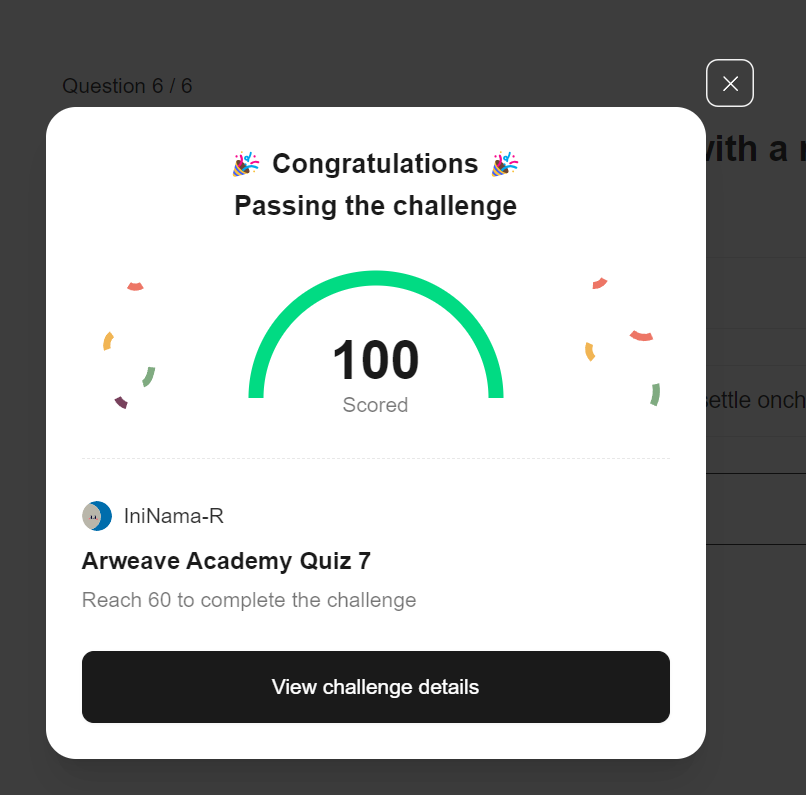 Question 6 / 6
with a
🎉 Congratulations 🎉
Passing the challenge
100
Scored
settle onch
IniNama-R
Arweave Academy Quiz 7
Reach 60 to complete the challenge
View challenge details